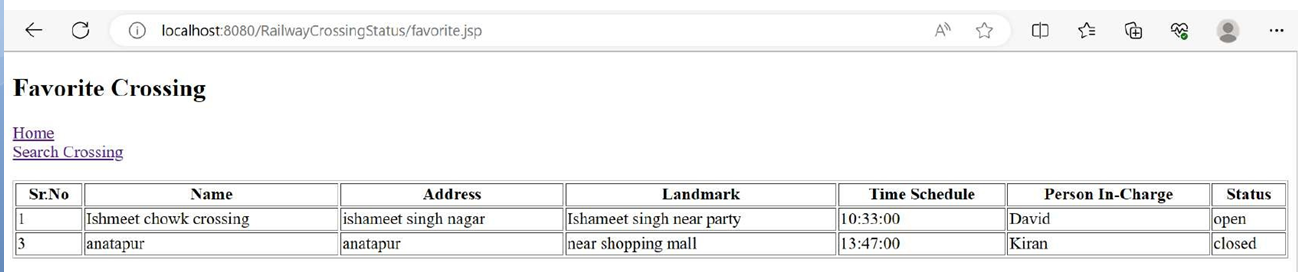 localhost:8080/RailwayCrossingStatus/favorite.jsp
Favorite Crossing
Home
Search Crossing
Sr.No Name Address Landmark Time Schedule Person In-Charge Status
1 Ishmeet chowk crossing ishameet singh nagar Ishameet singh near party 10:33:00 David open
3 anatapur anatapur near shopping mall 13:47:00 Kiran closed